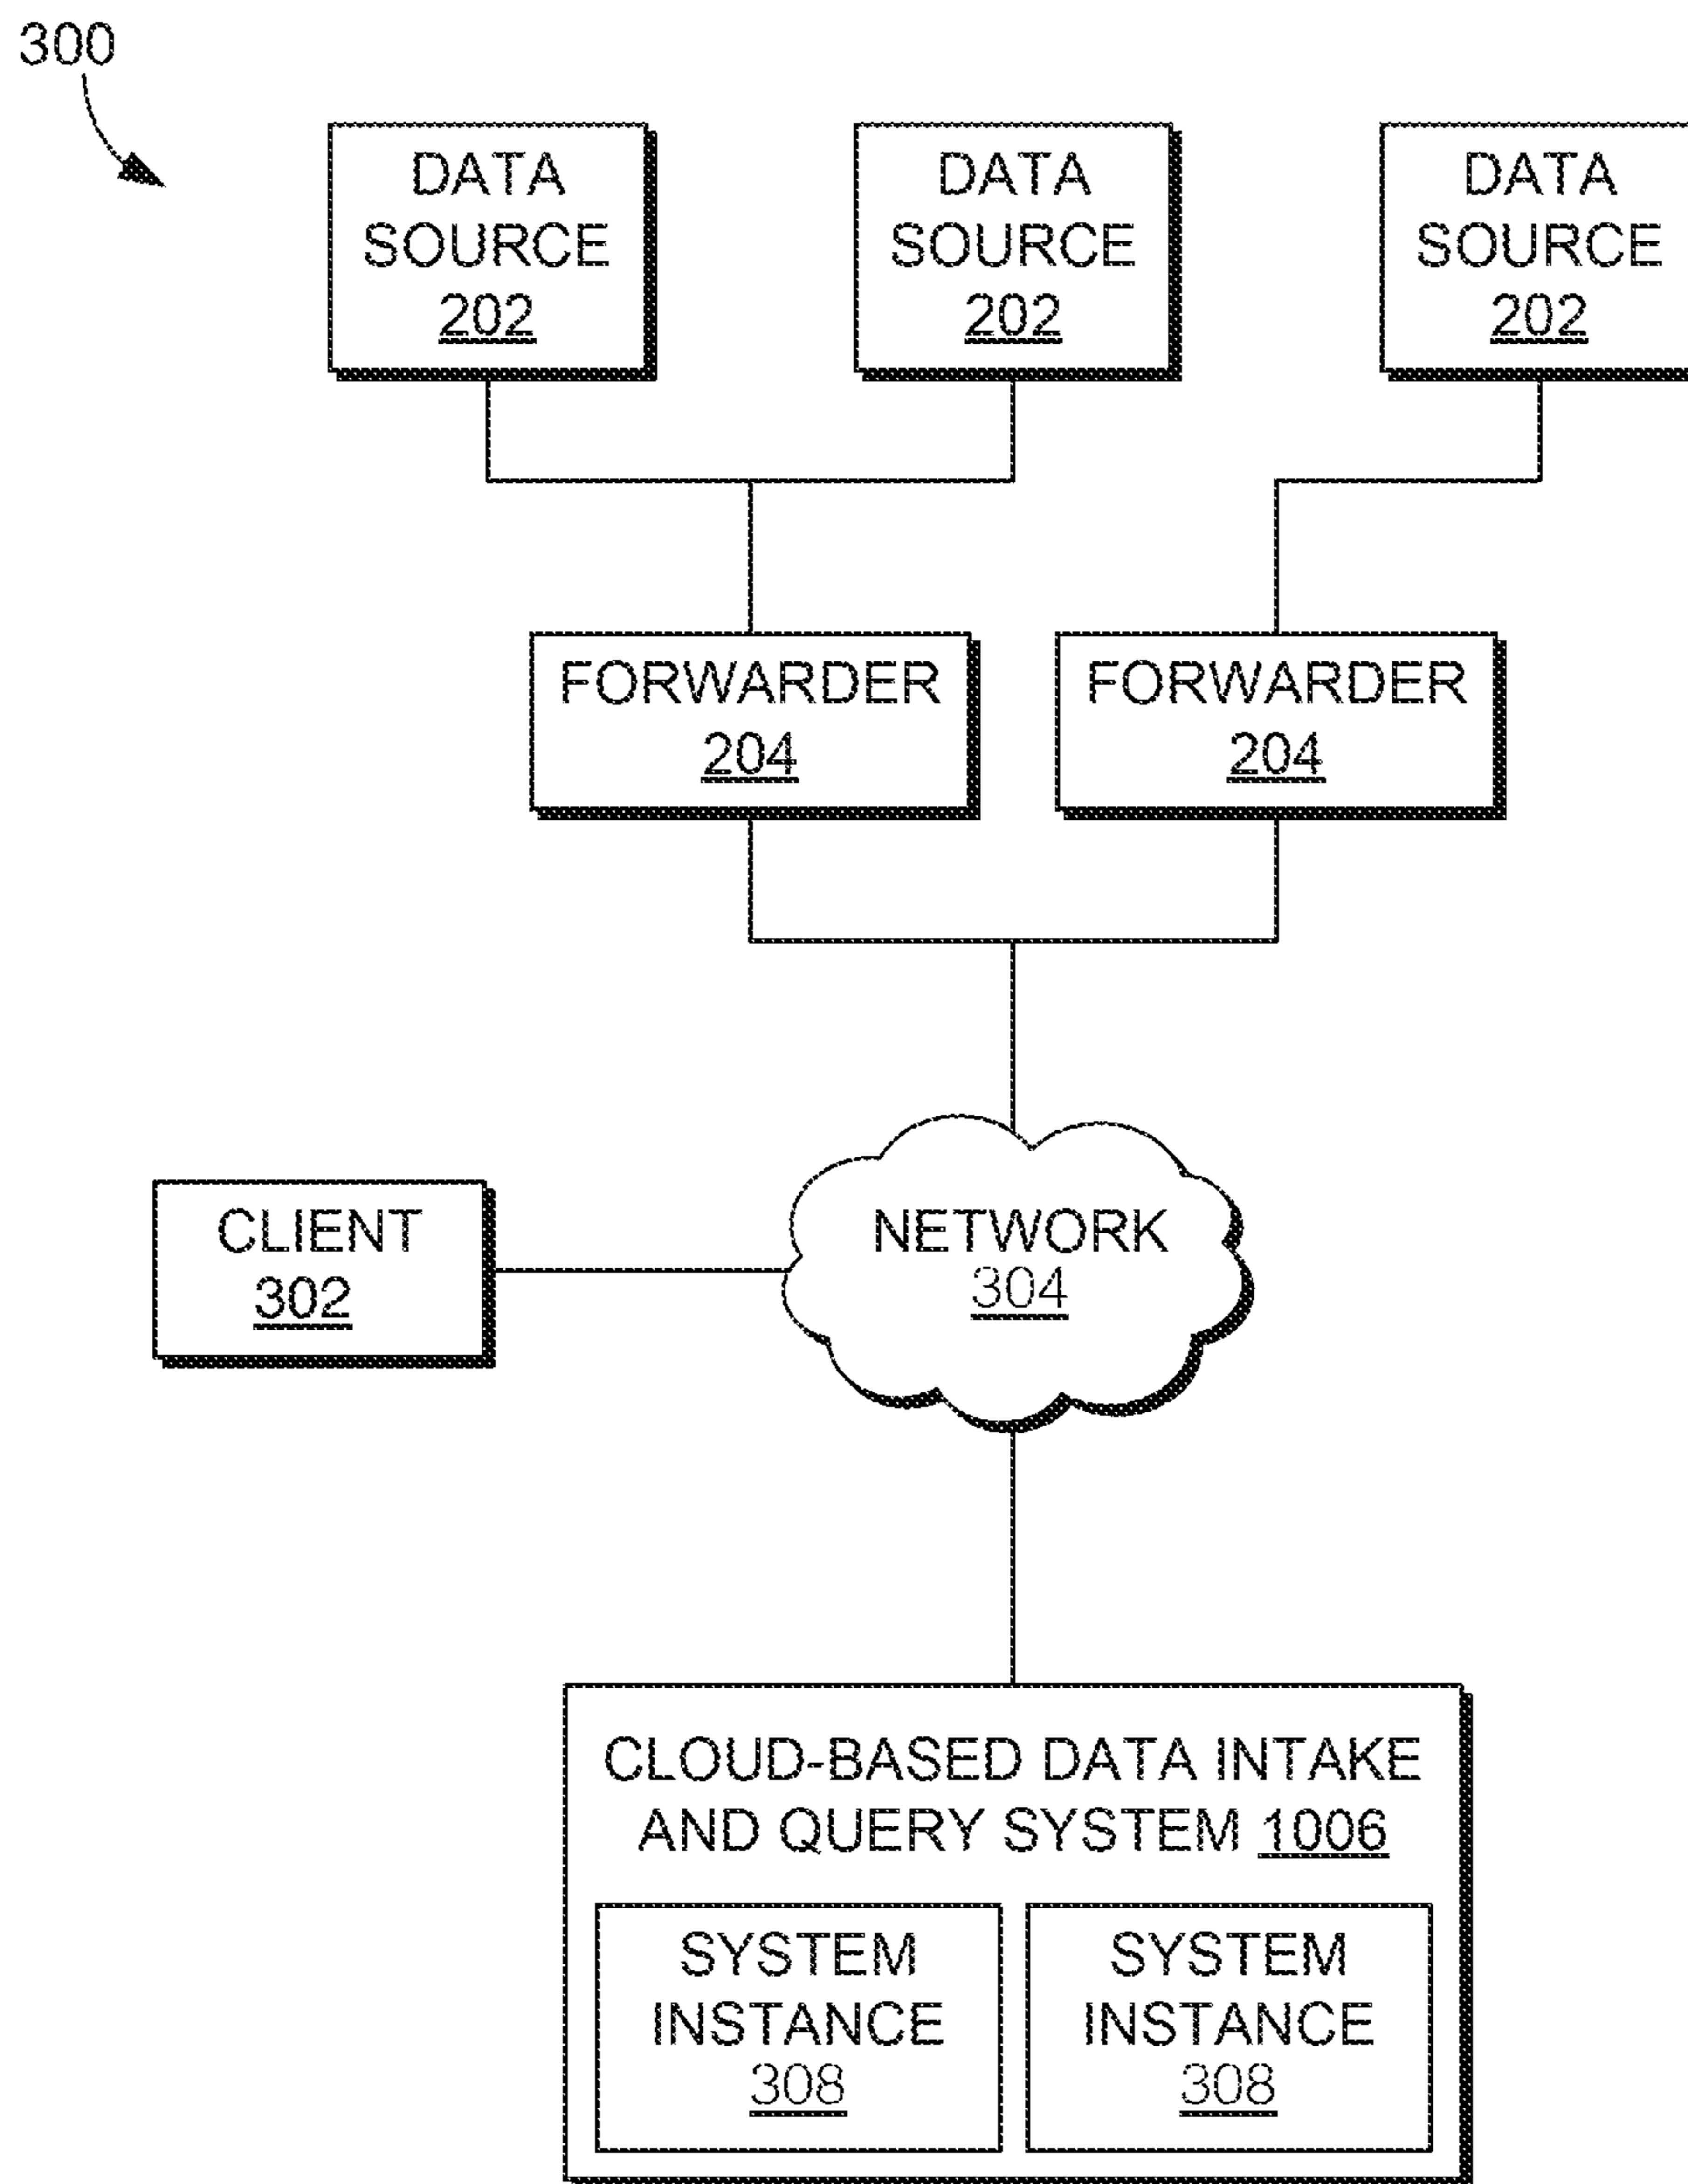 300
DATA
SOURCE
202
DATA
SOURCE
202
DATA
SOURCE
202
FORWARDER
204
FORWARDER
204
CLIENT
302
NETWORK
304
CLOUD-BASED DATA INTAKE
AND QUERY SYSTEM 1006
SYSTEM
INSTANCE
308
SYSTEM
INSTANCE
308